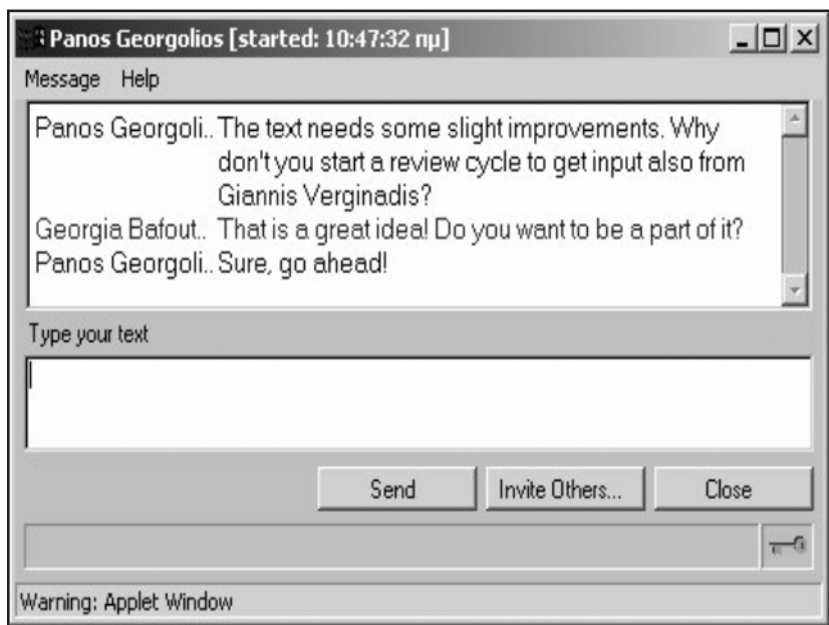 Panos Georgolios [started: 10:47:32 πμ]
Message Help
Panos Georgoli.. The text needs some slight improvements. Why
don't you start a review cycle to get input also from
Giannis Verginadis?
Georgia Bafout.. That is a great idea! Do you want to be a part of it?
Panos Georgoli.. Sure, go ahead!
Type your text
Send Invite Others... Close
Warning: Applet Window